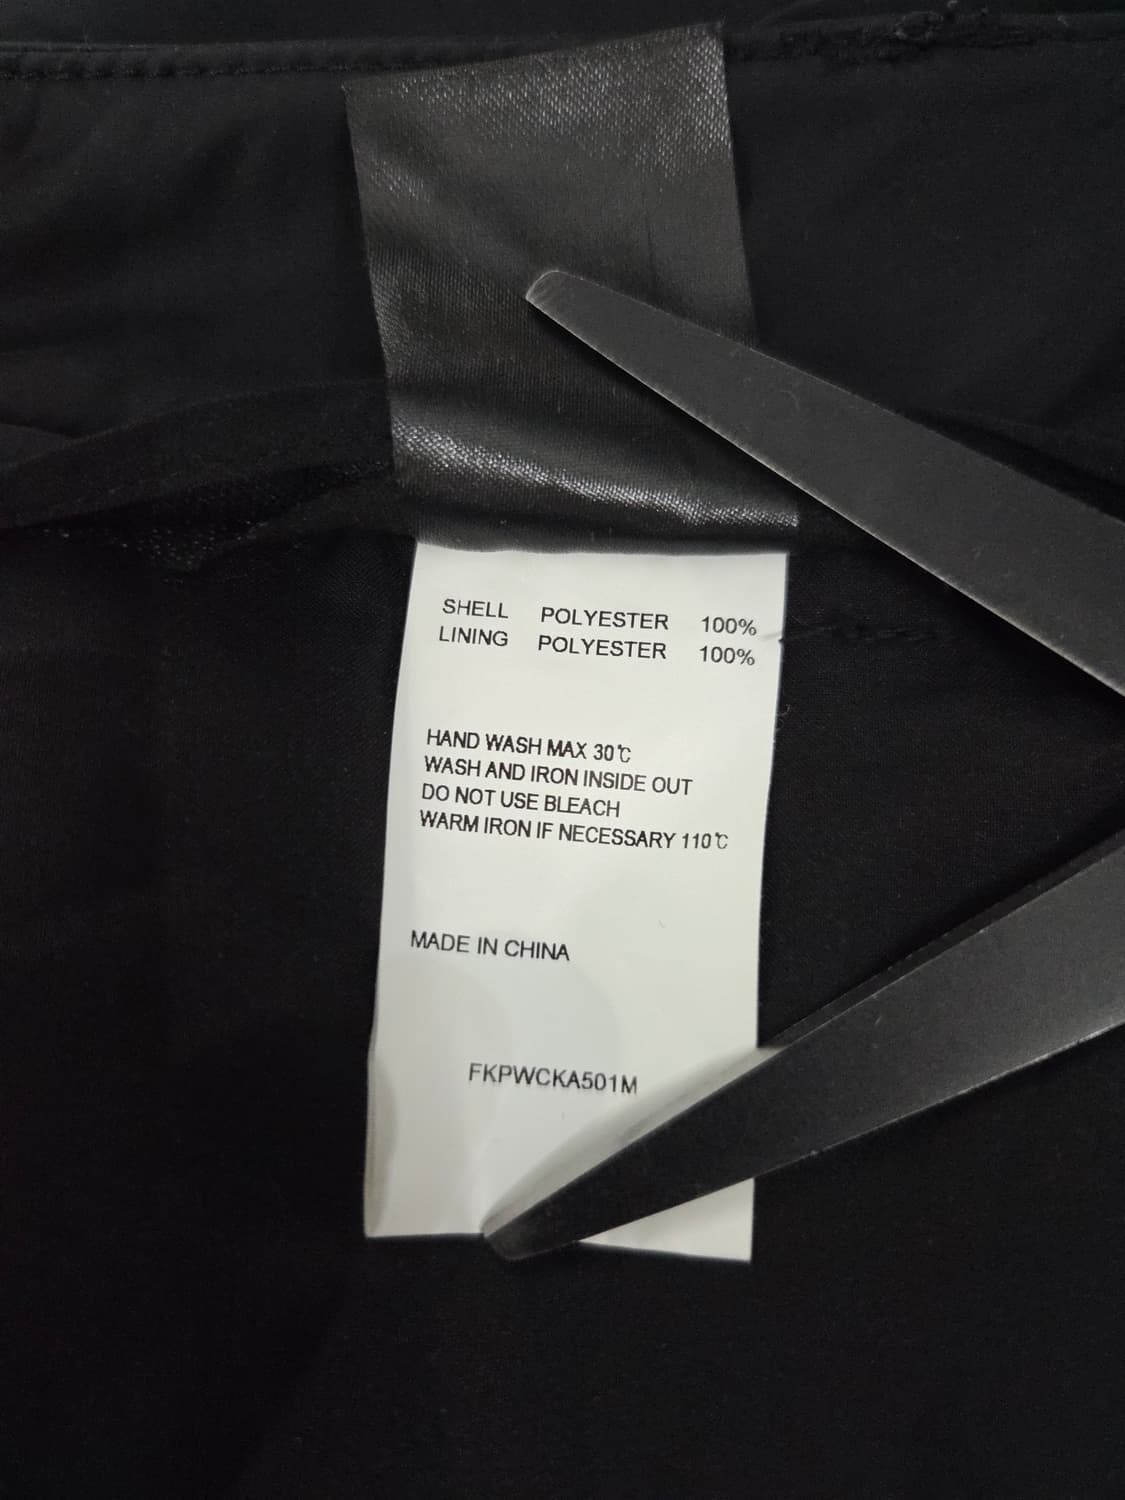 SHELL POLYESTER 100%
LINING POLYESTER 100%
HAND WASH MAX 30℃
WASH AND IRON INSIDE OUT
DO NOT USE BLEACH
WARM IRON IF NECESSARY 110℃
MADE IN CHINA
FKPWCKA501M